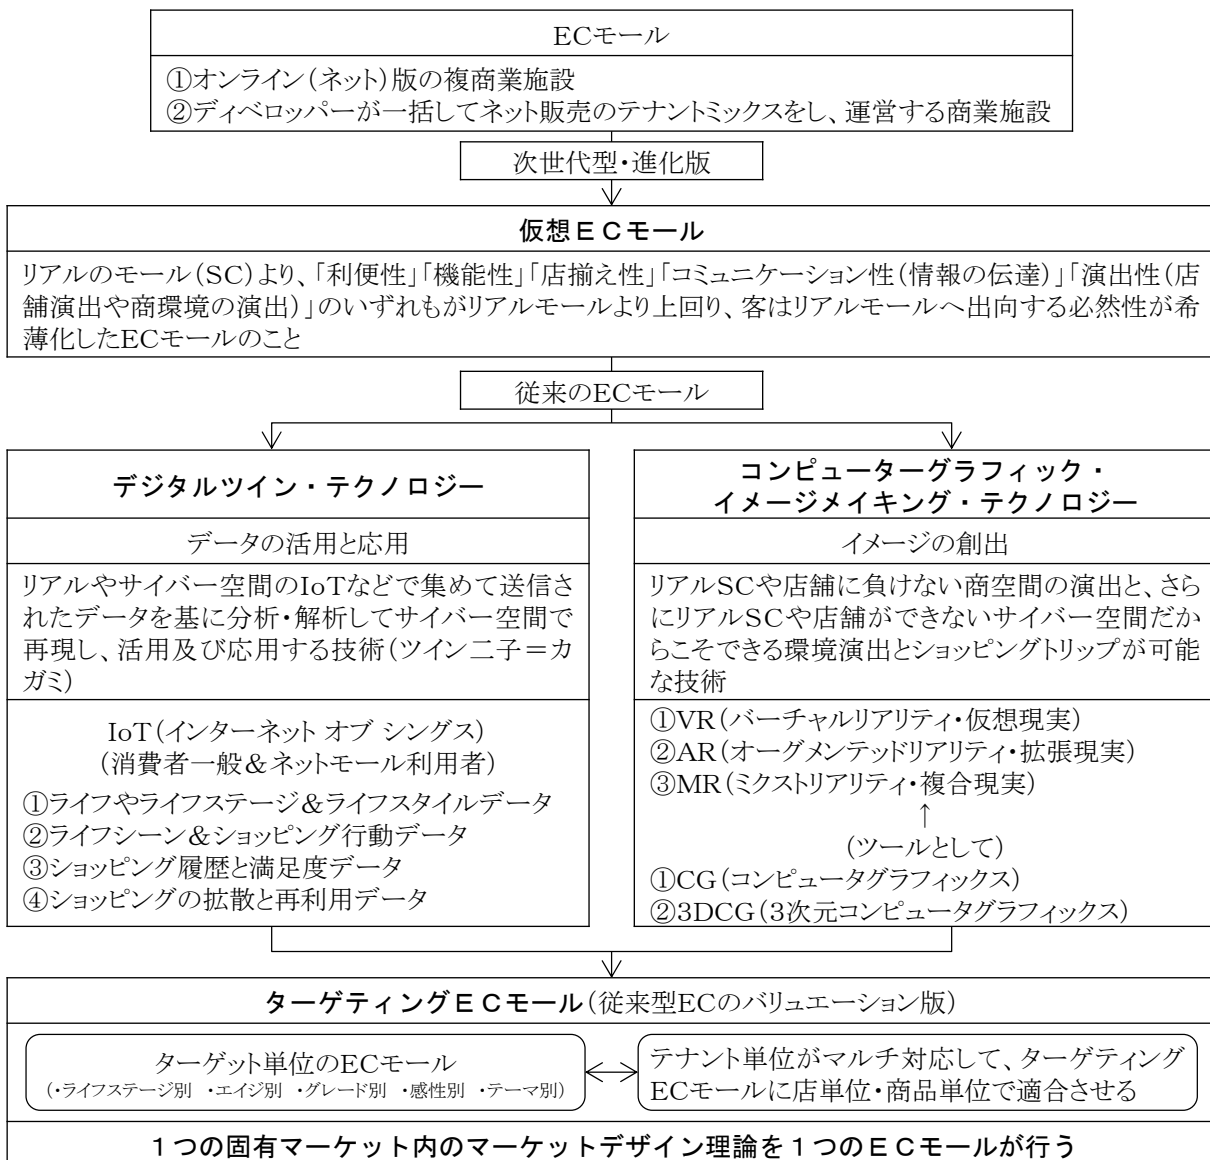 ECモール
①オンライン(ネット)版の複商業施設
②ディベロッパーが一括してネット販売のテナントミックスをし、運営する商業施設
次世代型・進化版
仮想ECモール
リアルのモール(SC)より、「利便性」「機能性」「店揃え性」「コミュニケーション性(情報の伝達)」「演出性(店
舗演出や商環境の演出)」のいずれもがリアルモールより上回り、客はリアルモールへ出向する必然性が希
薄化したECモールのこと
従来のECモール
デジタルツイン・テクノロジー
データの活用と応用
リアルやサイバー空間のIoTなどで集めて送信さ
れたデータを基に分析・解析してサイバー空間で
再現し、活用及び応用する技術(ツイン二子=カ
ガミ)
IoT(インターネット オブ シングス)
(消費者一般&ネットモール利用者)
①ライフやライフステージ&ライフスタイルデータ
②ライフシーン&ショッピング行動データ
③ショッピング履歴と満足度データ
④ショッピングの拡散と再利用データ
コンピューターグラフィック・
イメージメイキング・テクノロジー
イメージの創出
リアルSCや店舗に負けない商空間の演出と、さら
にリアルSCや店舗ができないサイバー空間だか
らこそできる環境演出とショッピングトリップが可能
な技術
①VR(バーチャルリアリティ・仮想現実)
②AR(オーグメンテッドリアリティ・拡張現実)
③MR(ミクストリアリティ・複合現実)
↑
(ツールとして)
①CG(コンピュータグラフィックス)
②3DCG(3次元コンピュータグラフィックス)
ターゲティングECモール(従来型ECのバリュエーション版)
ターゲット単位のECモール
(・ライフステージ別 ・エイジ別 ・グレード別 ・感性別 ・テーマ別)
テナント単位がマルチ対応して、ターゲティング
ECモールに店単位・商品単位で適合させる
1つの固有マーケット内のマーケットデザイン理論を1つのECモールが行う